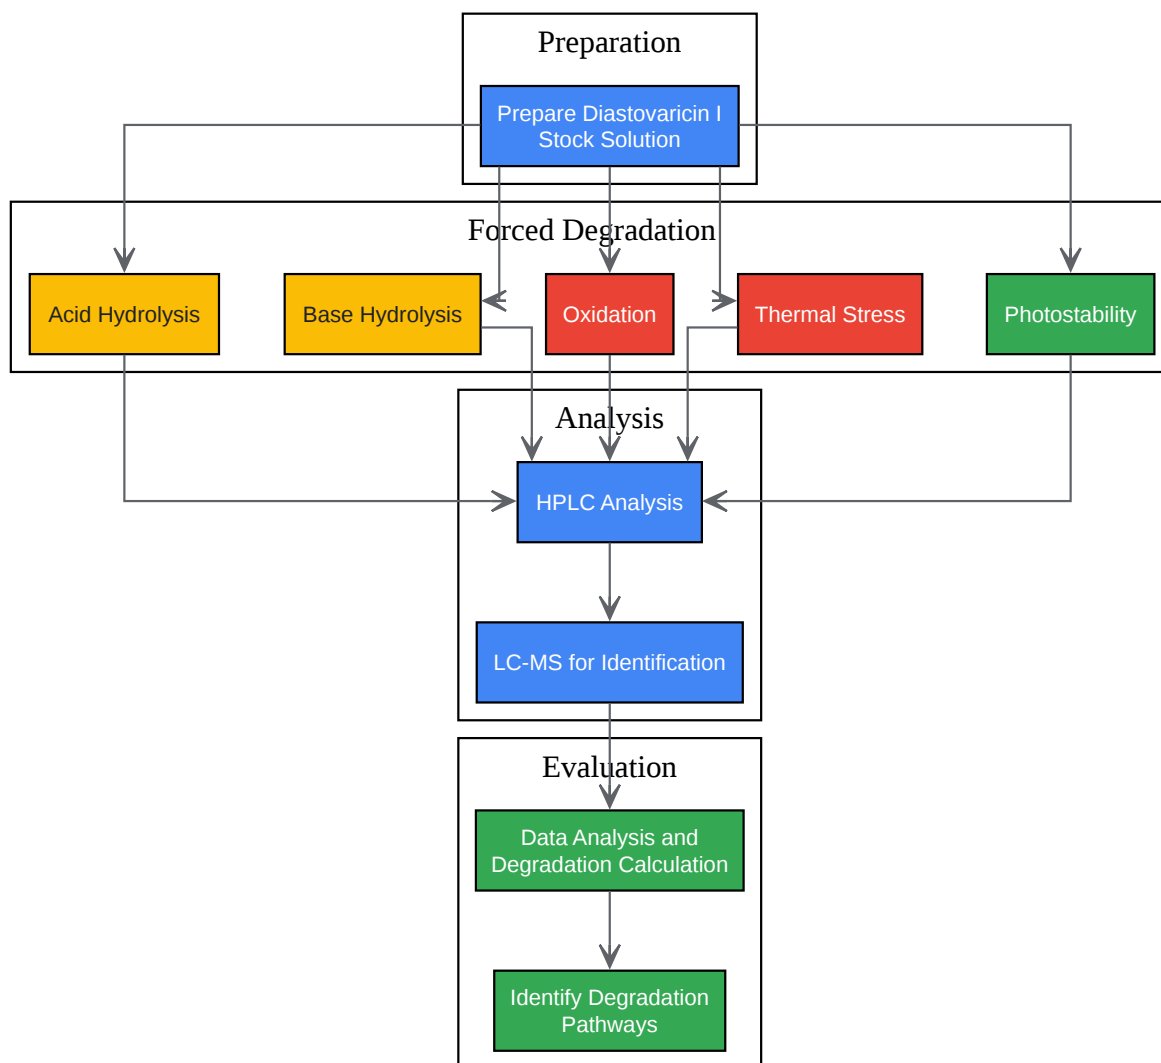 Preparation
Prepare Diastovaricin I
Stock Solution
Forced Degradation
Acid Hydrolysis
Base Hydrolysis
Oxidation
Thermal Stress
Photostability
Analysis
HPLC Analysis
LC-MS for Identification
Evaluation
Data Analysis and
Degradation Calculation
Identify Degradation
Pathways